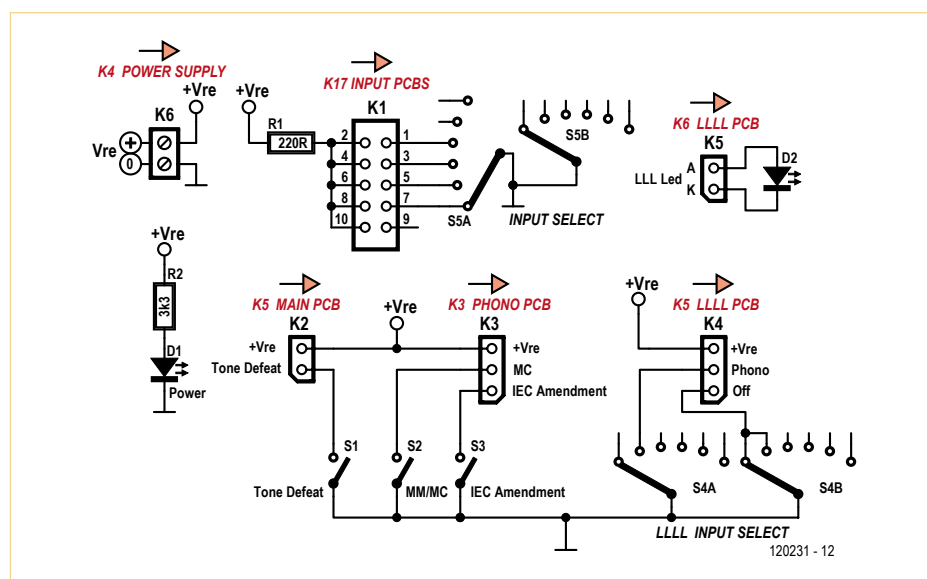 K4 POWER SUPPLY
+Vre
K6
Vre
+
0
+Vre
R1
220R
K17 INPUT PCBS
K1
2
1
4
3
6
5
8
7
10
9
S5A
S5B
INPUT SELECT
K6 LLLL PCB
K5
A
K
LLL Led
D2
+Vre
R2
3k3
D1
Power
K5 MAIN PCB
K2
+Vre
Tone Defeat
+Vre
K3 PHONO PCB
K3
+Vre
MC
IEC Amendment
+Vre
K5 LLLL PCB
K4
+Vre
Phono
Off
S1
Tone Defeat
S2
MM/MC
S3
IEC Amendment
S4A
S4B
LLLL INPUT SELECT
120231 - 12